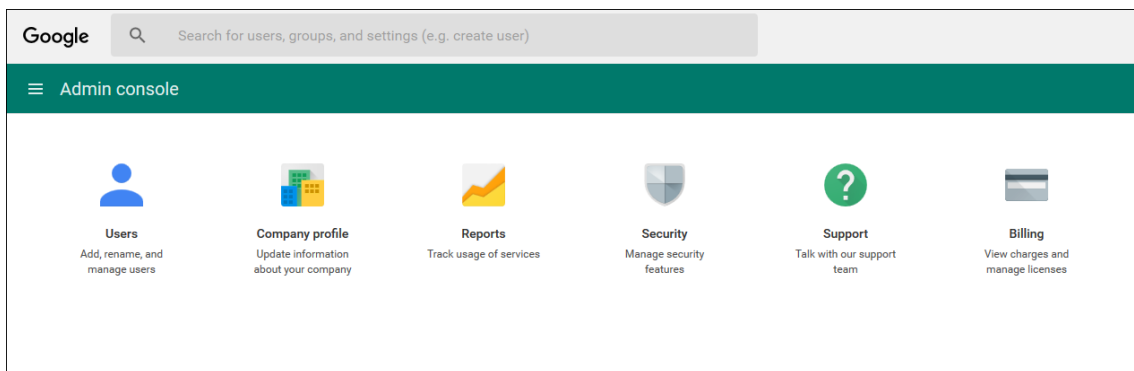 Google
Search for users, groups, and settings (e.g. create user)
Admin console
Users
Add, rename, and
manage users
Company profile
Update information
about your company
Reports
Track usage of services
Security
Manage security
features
Support
Talk with our support
team
Billing
View charges and
manage licenses